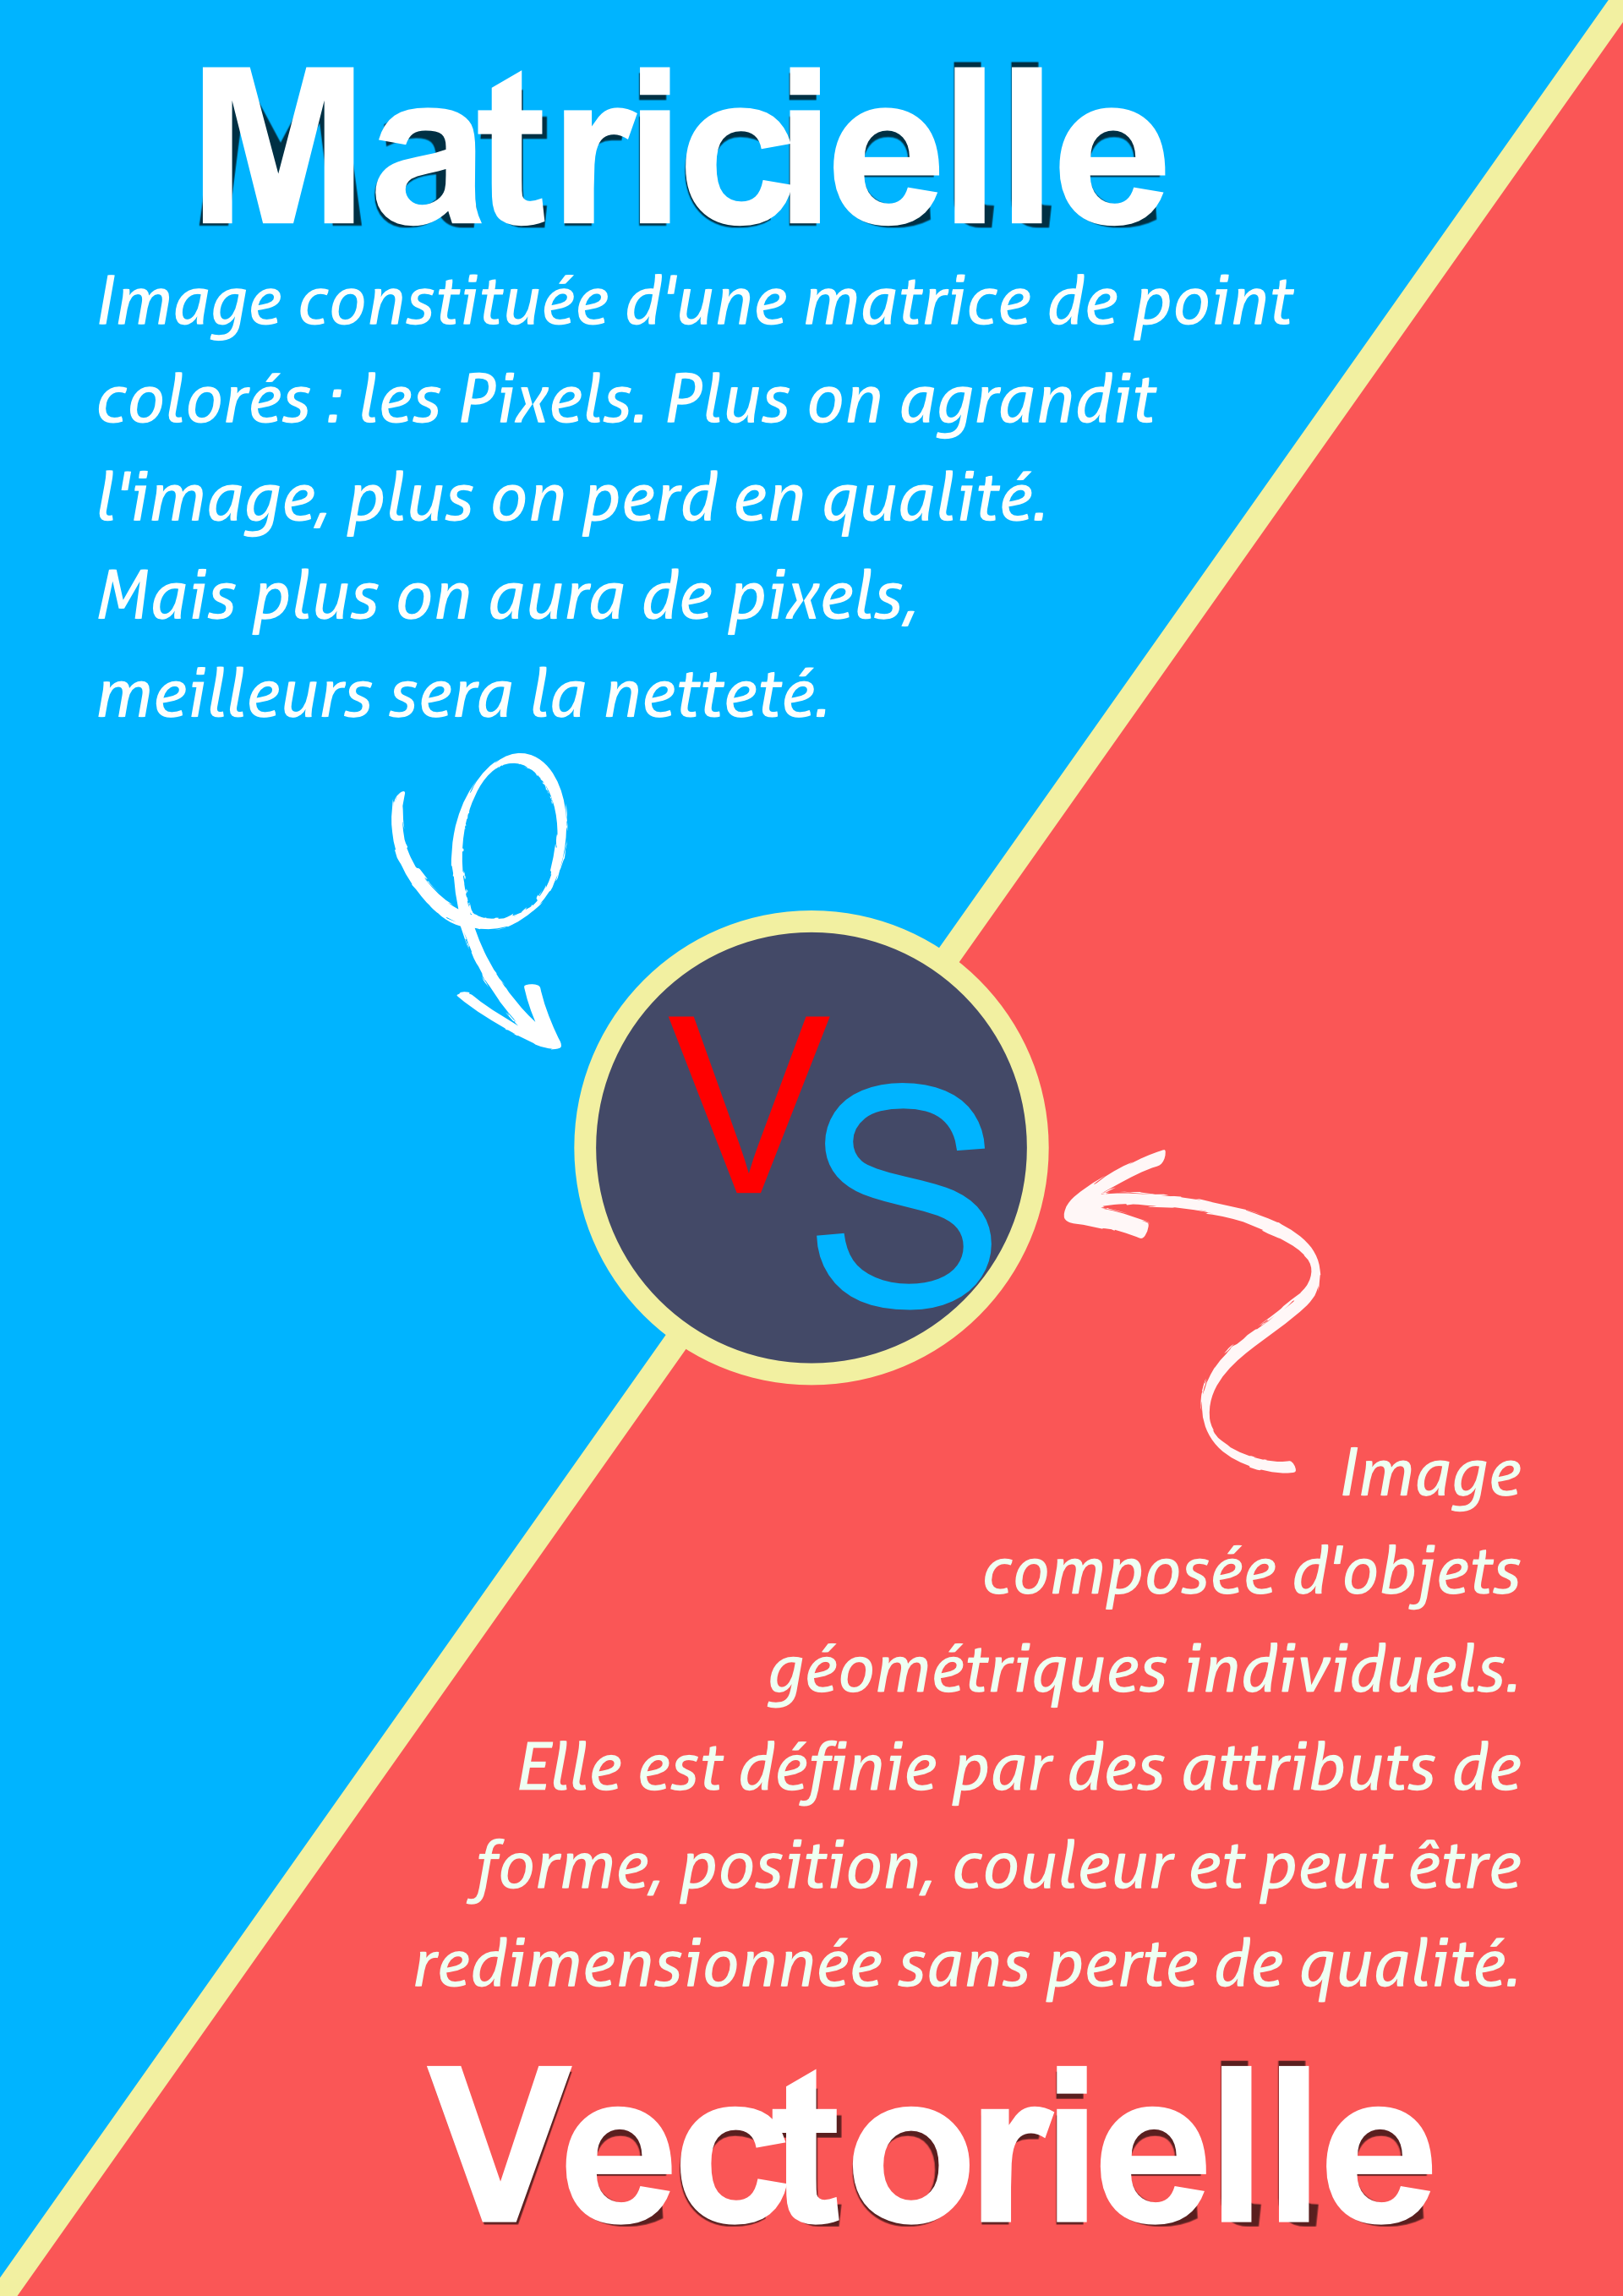 Matricielle
Image constituée d'une matrice de point
colorés : les Pixels. Plus on agrandit
l'image, plus on perd en qualité.
Mais plus on aura de pixels,
meilleurs sera la netteté.
VS
Image
composée d'objets
géométriques individuels.
Elle est définie par des attributs de
forme, position, couleur et peut être
redimensionnée sans perte de qualité.
Vectorielle